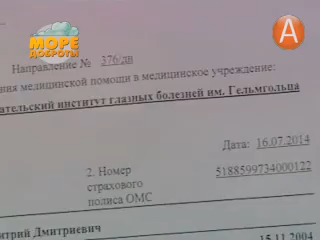 МОРЕ
ДОБРОТЫ
А
Направление № 376/дн
ния медицинской помощи в медицинское учреждение:
ательский институт глазных болезней им. Гельмгольца
Дата: 16.07.2014
2. Номер
страхового
полиса ОМС
5188599734000122
итрий Дмитриевич
15.11.2004